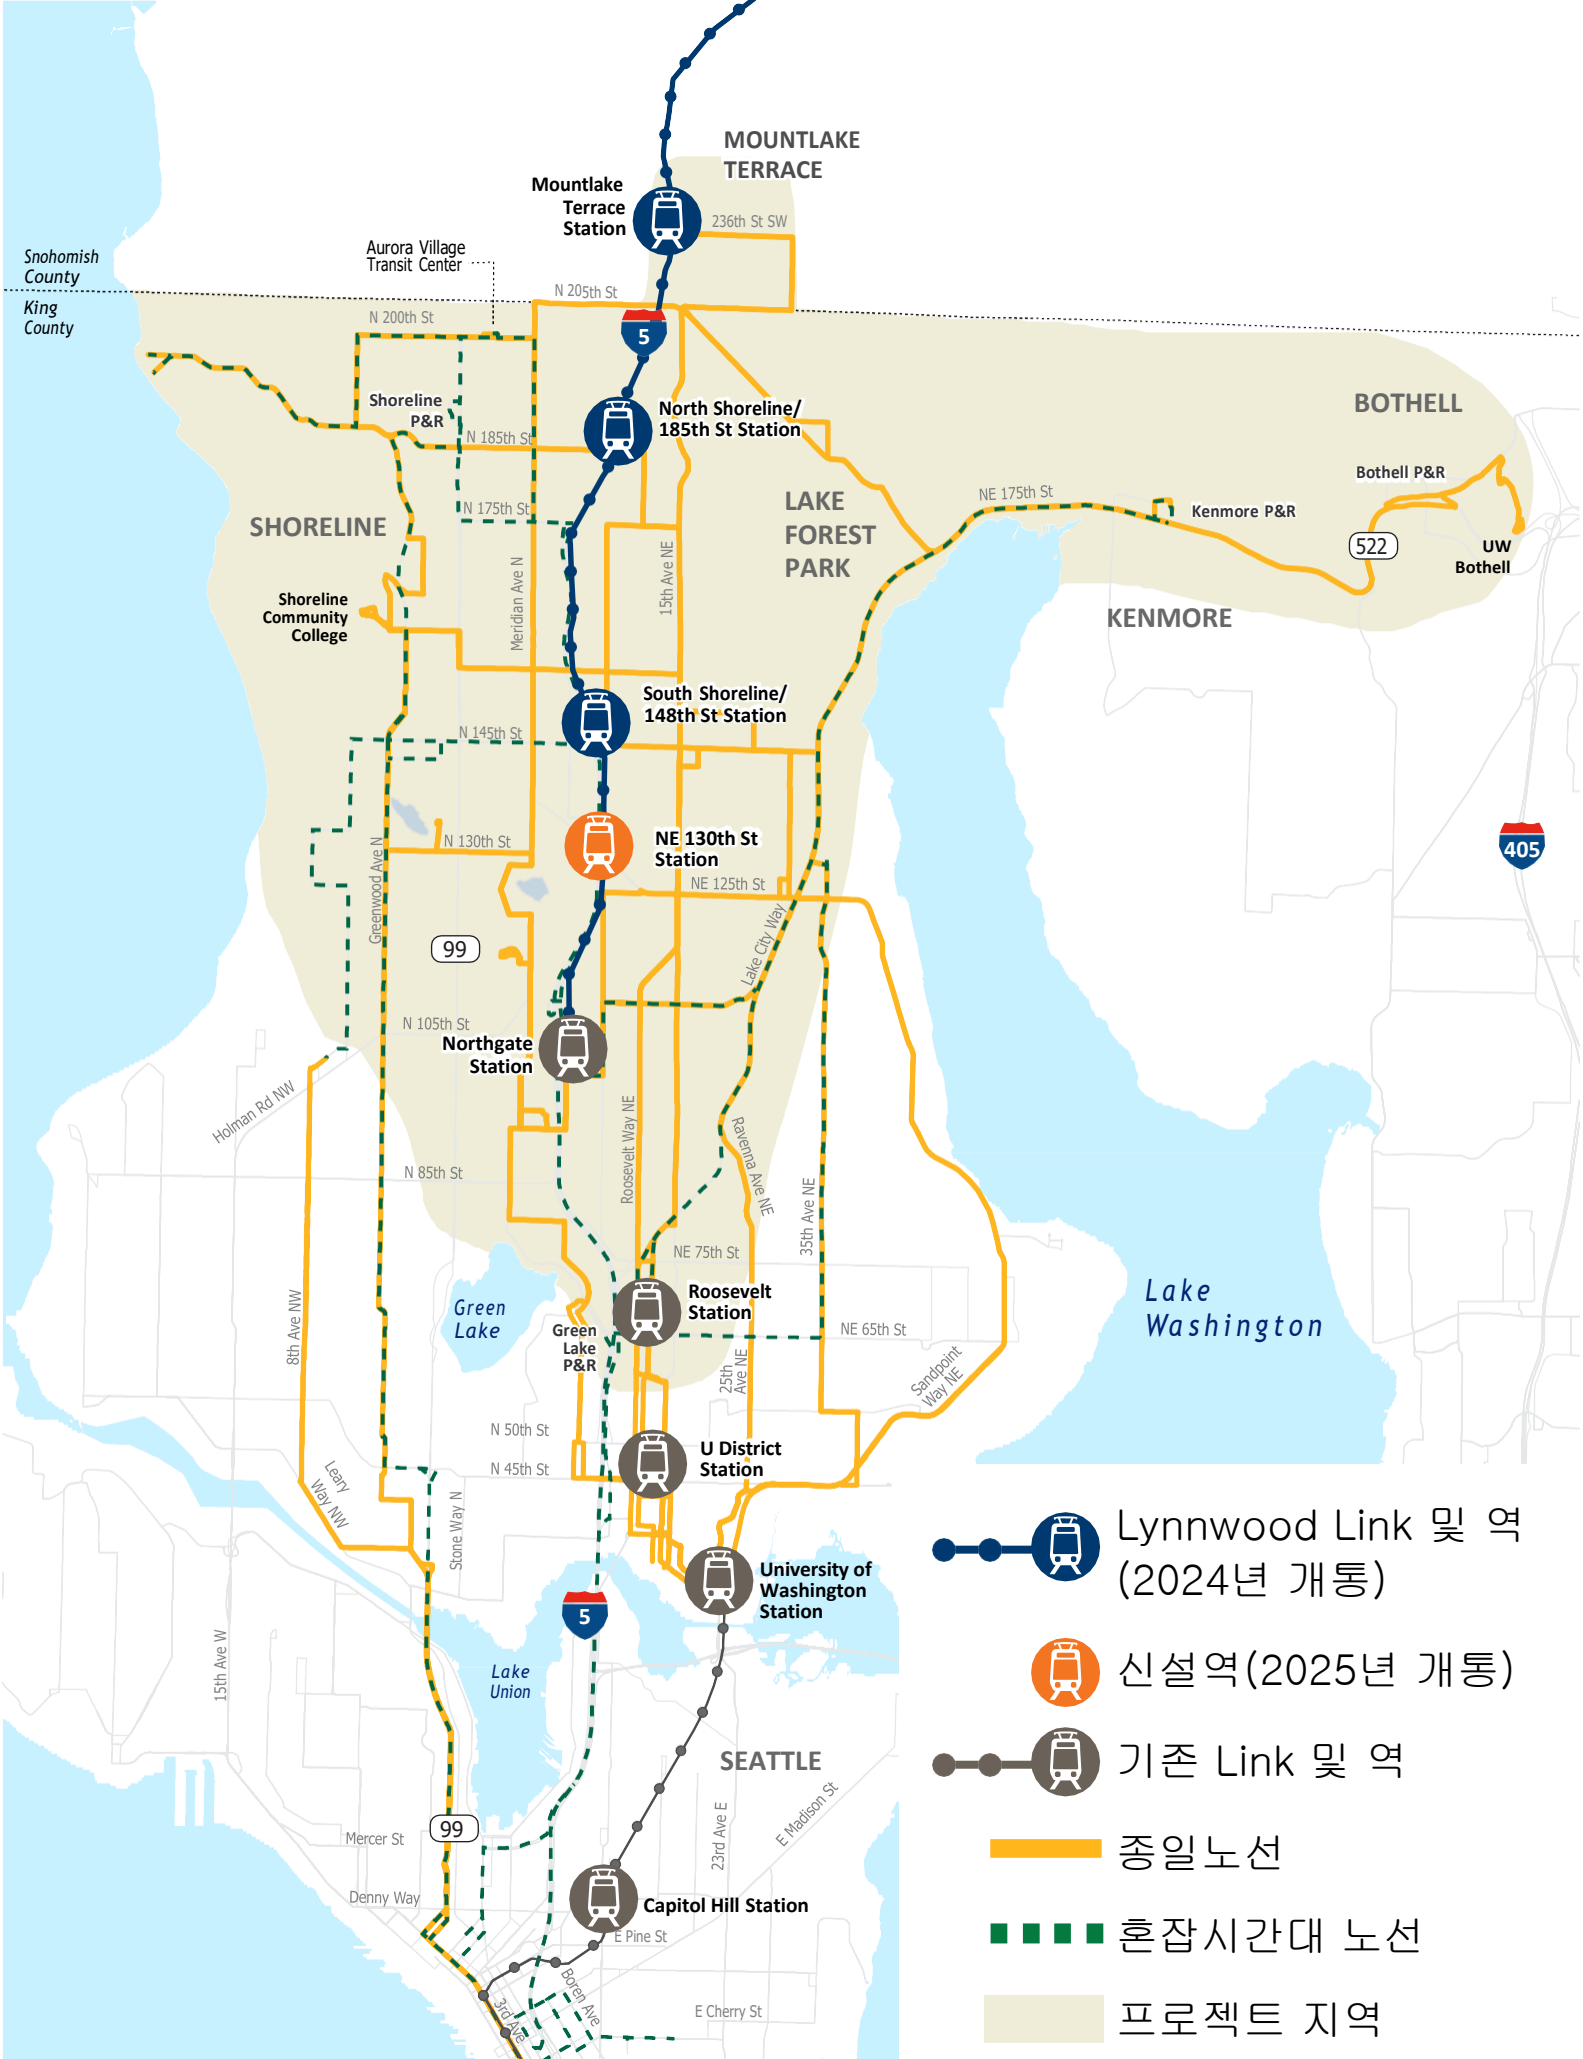 MOUNTLAKE
TERRACE
Mountlake
Terrace
Station
236th St SW
Aurora Village
Transit Center
Snohomish
County
King
County
N 205th St
N 200th St
5
Shoreline
P&R
North Shoreline/
185th St Station
N 185th St
BOTHELL
Bothell P&R
LAKE
FOREST
PARK
NE 175th St
Kenmore P&R
N 175th St
SHORELINE
522
UW
Bothell
15th Ave NE
Meridian Ave N
Shoreline
Community
College
KENMORE
South Shoreline/
148th St Station
N 145th St
NE 130th St
Station
N 130th St
405
Greenwood Ave N
NE 125th St
Lake City Way
99
N 105th St
Northgate
Station
Holman Rd NW
Roosevelt Way NE
Ravenna Ave NE
N 85th St
35th Ave NE
NE 75th St
Roosevelt
Station
Green
Lake
Lake
Washington
8th Ave NW
Green
Lake
P&R
NE 65th St
25th
Ave NE
Sandpoint
Way NE
N 50th St
U District
Station
N 45th St
Leary
Way NW
Stone Way N
University of
Washington
Station
5
15th Ave W
Lake
Union
SEATTLE
23rd Ave E
E Madison St
99
Mercer St
Denny Way
Capitol Hill Station
E Pine St
Boren Ave
3rd Ave
E Cherry St
Lynnwood Link 및 역
(2024년 개통)
신설역(2025년 개통)
기존 Link 및 역
종일노선
혼잡시간대 노선
프로젝트 지역